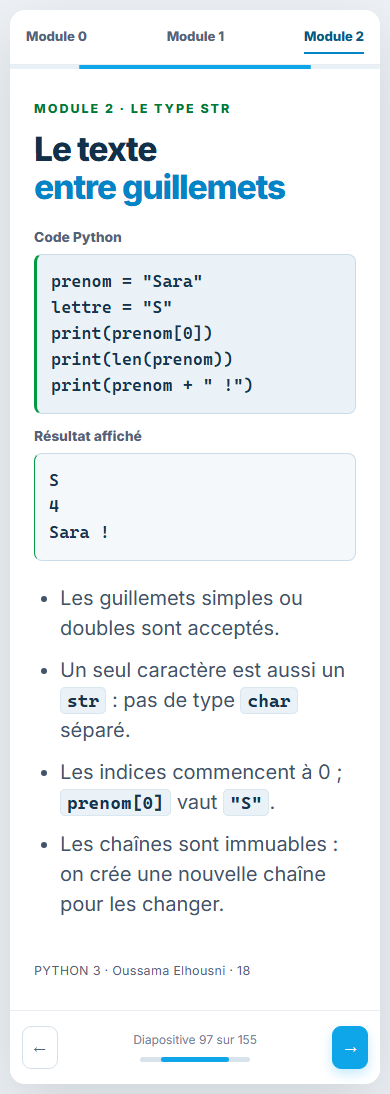 Module 0 Module 1 Module 2
MODULE 2 · LE TYPE STR
Le texte
entre guillemets
Code Python
prenom = "Sara"
lettre = "S"
print(prenom[0])
print(len(prenom))
print(prenom + " !")
Résultat affiché
S
4
Sara !
• Les guillemets simples ou
doubles sont acceptés.
• Un seul caractère est aussi un
str : pas de type char
séparé.
• Les indices commencent à 0 ;
prenom[0] vaut "S".
• Les chaînes sont immuables :
on crée une nouvelle chaîne
pour les changer.
PYTHON 3 · Oussama Elhousni · 18
← Diapositive 97 sur 155 →